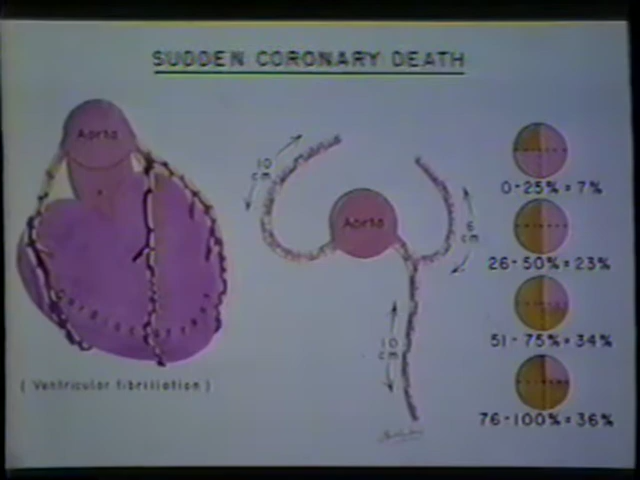 SUDDEN CORONARY DEATH
Aorta
(Ventricular fibrillation)
10
cm
Aorta
6
cm
10
cm
0-25% = 7%
26-50% = 23%
51-75% = 34%
76-100% = 36%